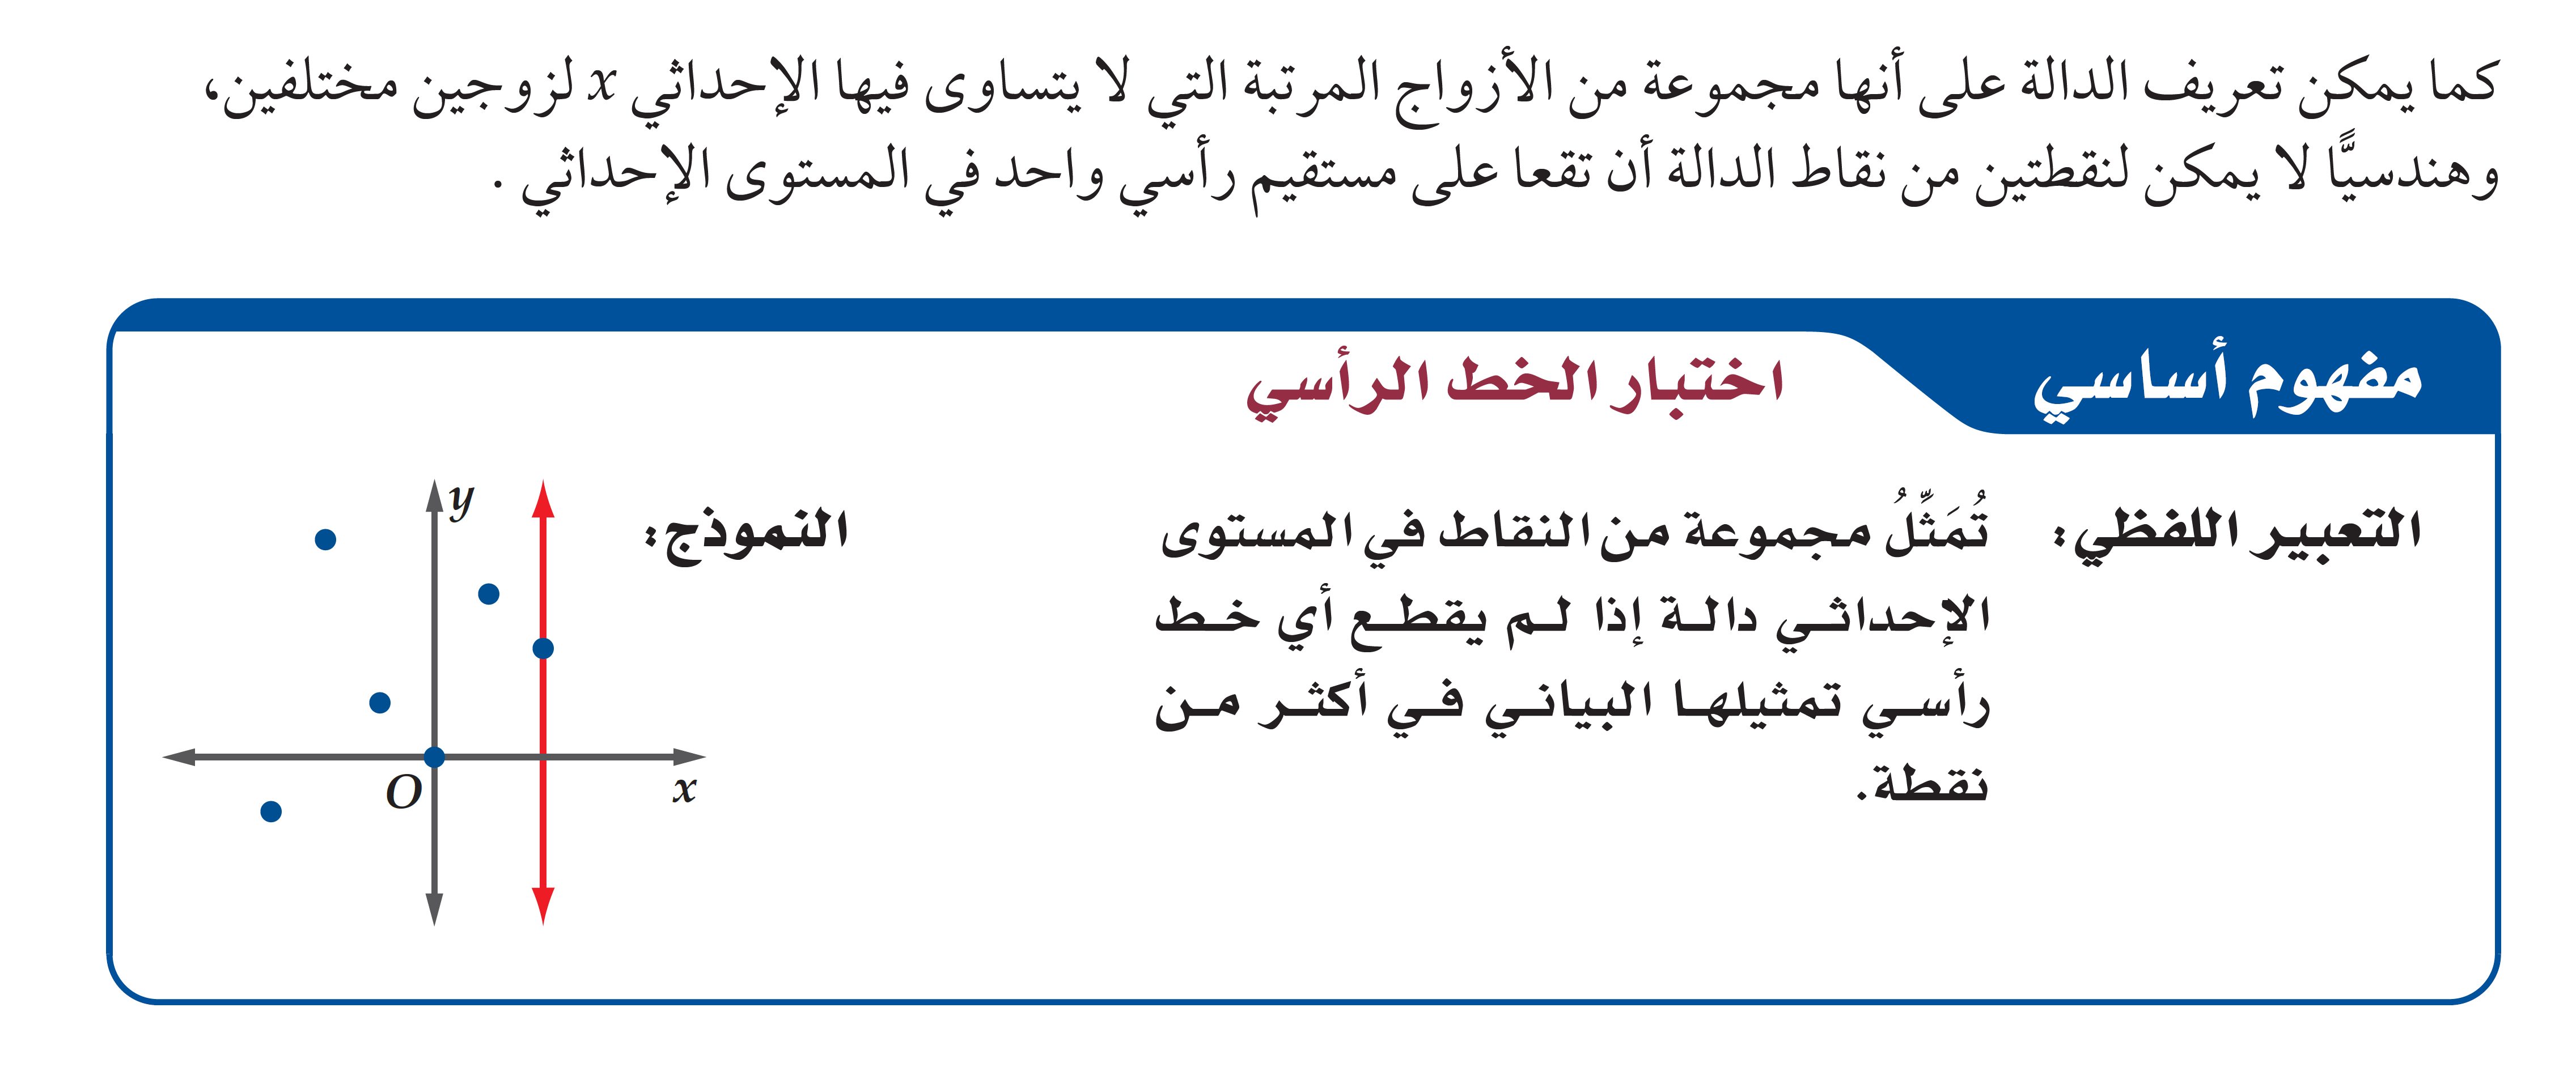 كما يمكن تعريف الدالة على أنها مجموعة من الأزواج المرتبة التي لا يتساوى فيها الإحداثي x لزوجين مختلفين،
وهندسيًّا لا يمكن لنقطتين من نقاط الدالة أن تقعا على مستقيم رأسي واحد في المستوى الإحداثي .
مفهوم أساسي
اختبار الخط الرأسي
التعبير اللفظي:
تُمَثِّلُ مجموعة من النقاط في المستوى
الإحداثي دالة إذا لم يقطع أي خط
رأسي تمثيلها البياني في أكثر من
نقطة.
النموذج:
y
O
x